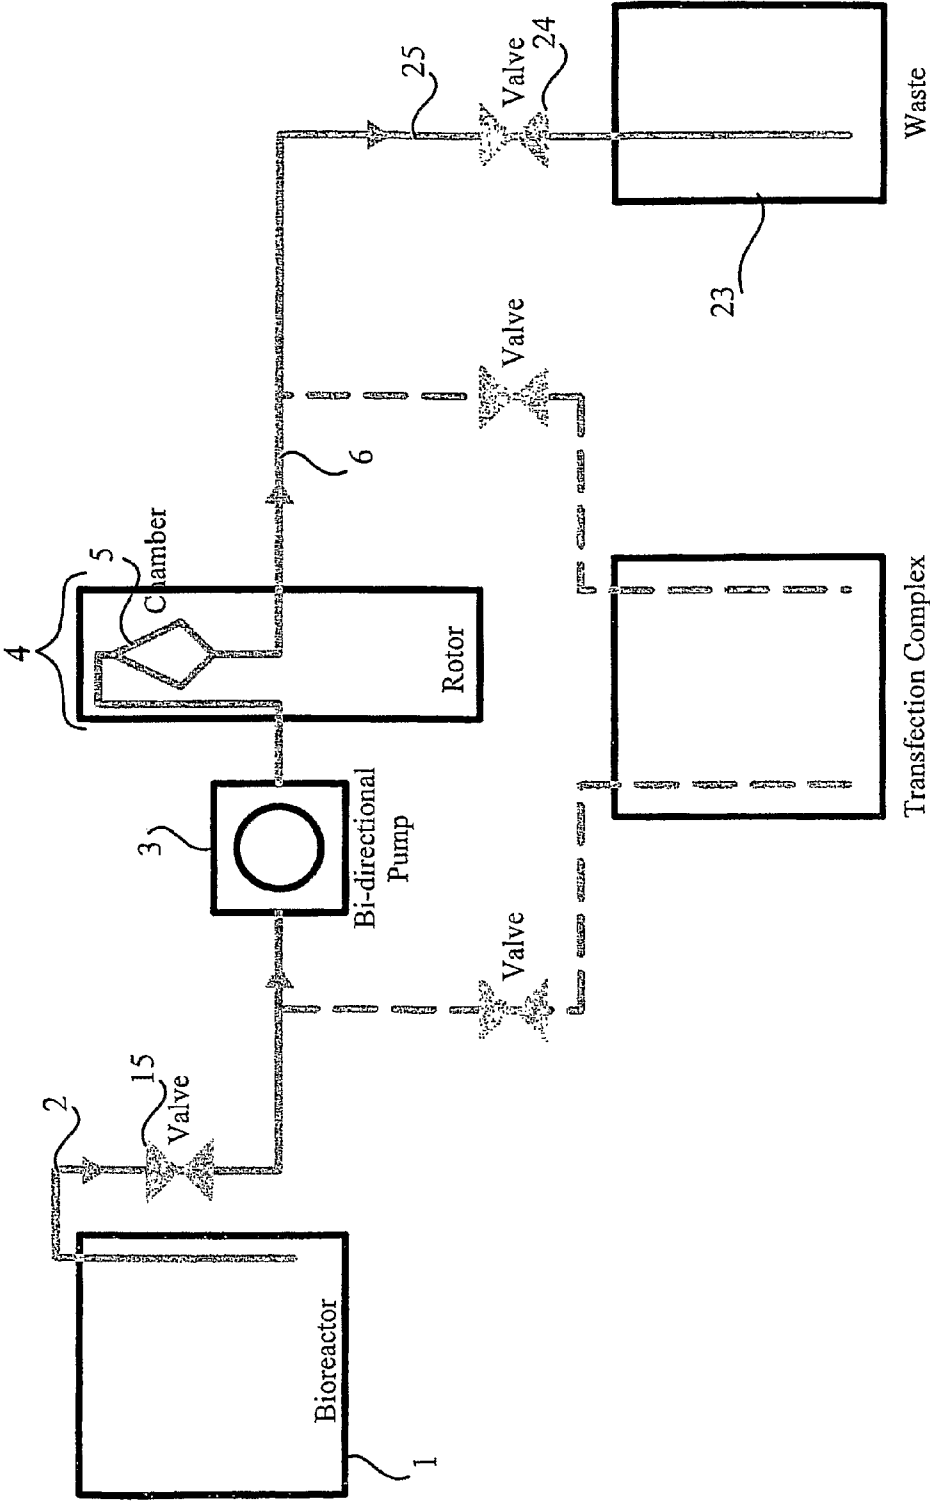 Bioreactor
1
2
15
Valve
3
Bi-directional
Pump
4
5
Chamber
Rotor
6
25
Valve
24
Valve
Valve
23
Waste
Transfection Complex